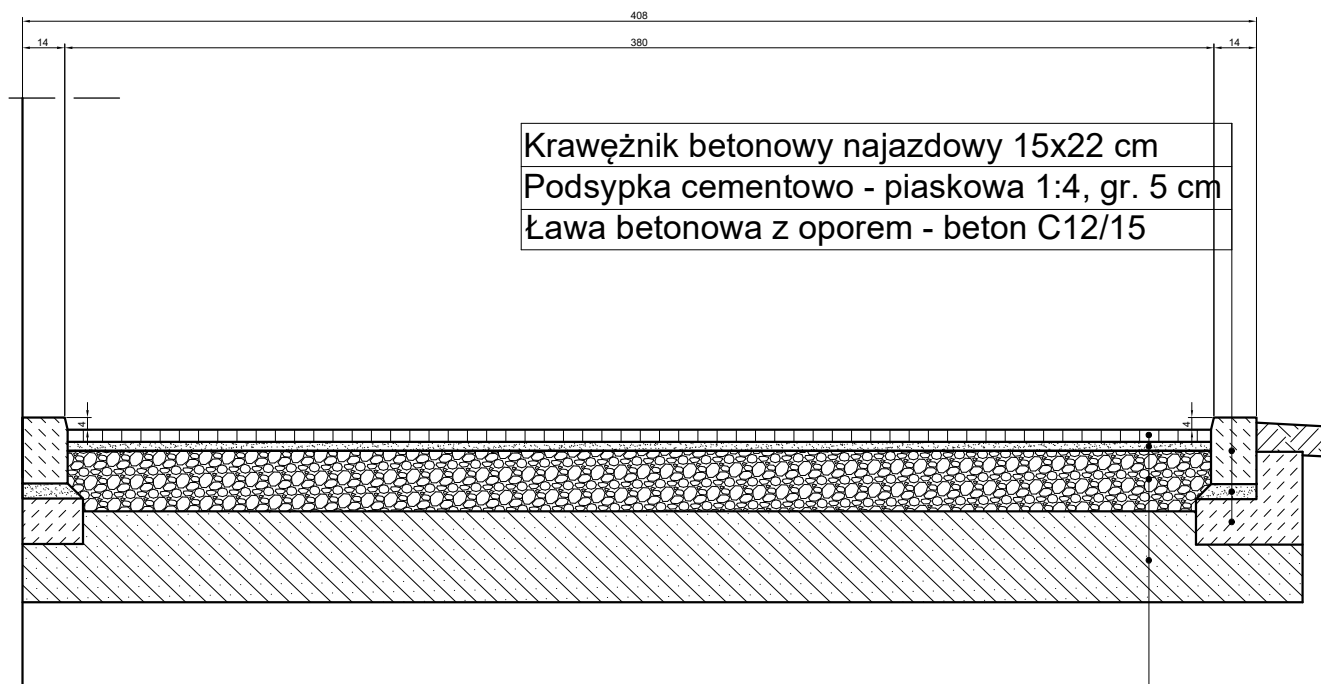 408
14 380 14
Krawężnik betonowy najazdowy 15x22 cm
Podsypka cementowo - piaskowa 1:4, gr. 5 cm
Ława betonowa z oporem - beton C12/15
4 4